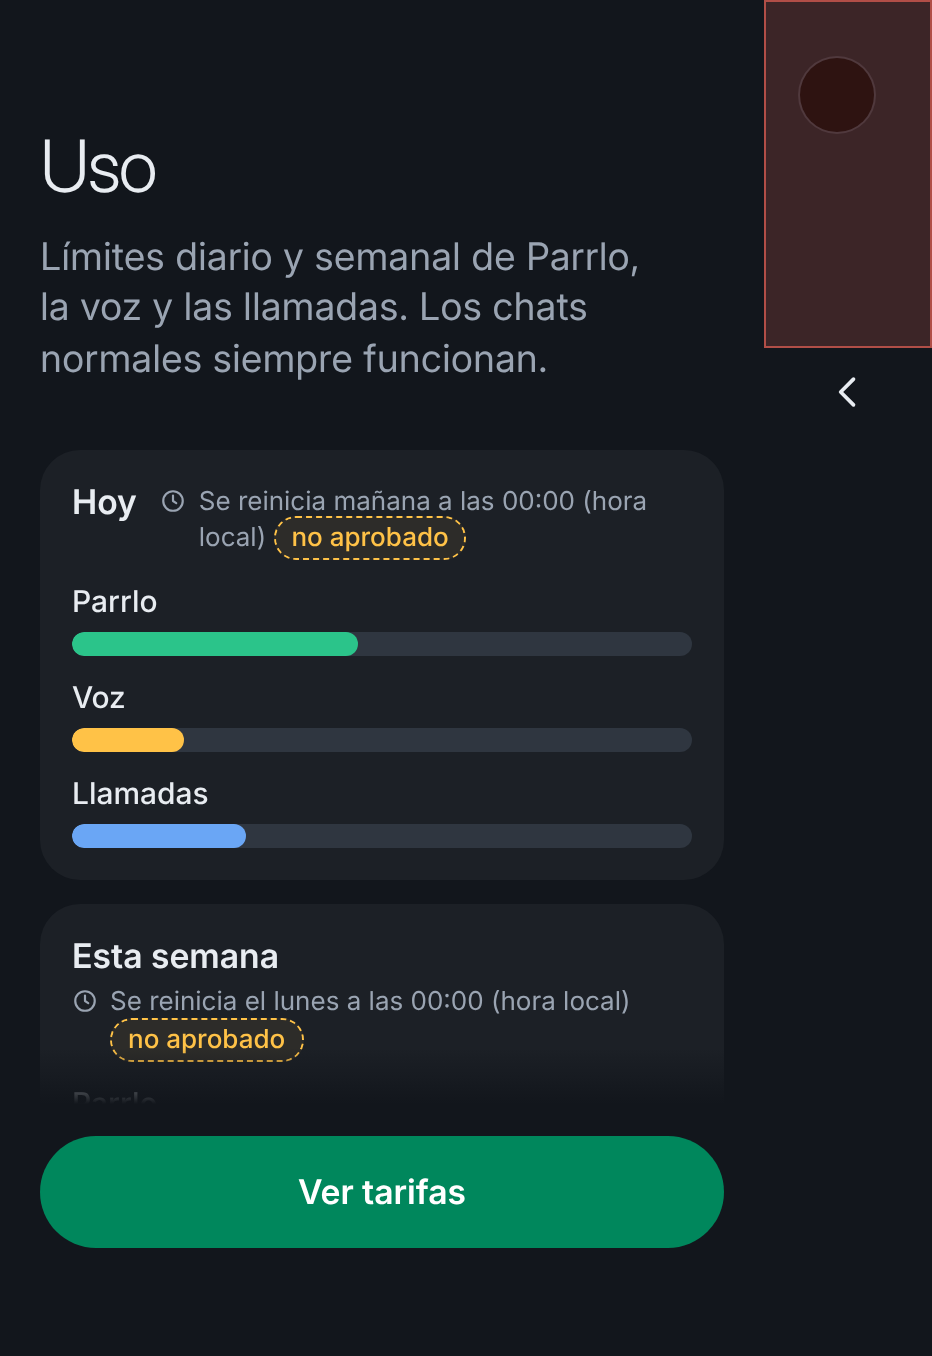 Uso
Límites diario y semanal de Parrlo,
la voz y las llamadas. Los chats
normales siempre funcionan.
Hoy Se reinicia mañana a las 00:00 (hora
local) no aprobado
Parrlo
Voz
Llamadas
Esta semana
Se reinicia el lunes a las 00:00 (hora local)
no aprobado
Parrlo
Ver tarifas